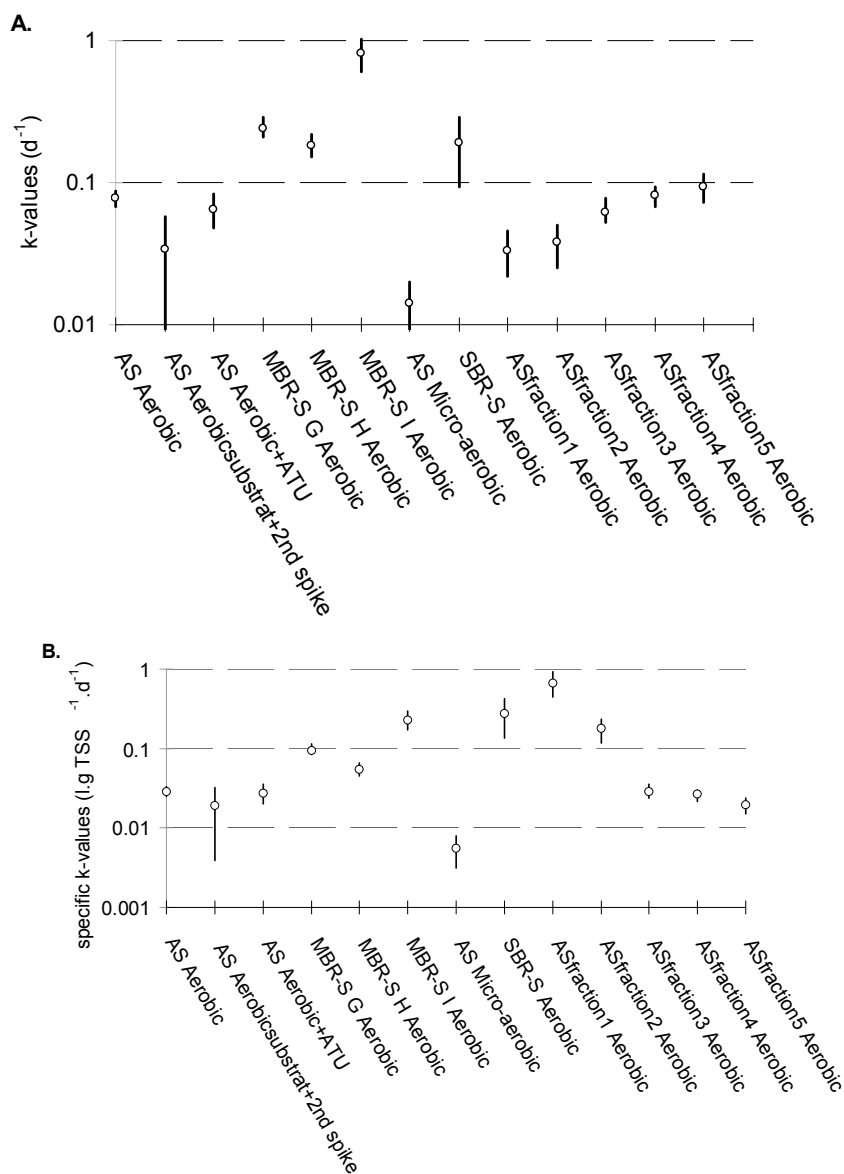 A.
1
0.1
0.01
k-values (d⁻¹)
AS Aerobic
AS Aerobicsubstrat+2nd spike
AS Aerobic+ATU
MBR-S G Aerobic
MBR-S H Aerobic
MBR-S I Aerobic
AS Micro-aerobic
SBR-S Aerobic
ASfraction1 Aerobic
ASfraction2 Aerobic
ASfraction3 Aerobic
ASfraction4 Aerobic
ASfraction5 Aerobic
B.
1
0.1
0.01
0.001
specific k-values (l.g TSS ⁻¹.d⁻¹)
AS Aerobic
AS Aerobicsubstrat+2nd spike
AS Aerobic+ATU
MBR-S G Aerobic
MBR-S H Aerobic
MBR-S I Aerobic
AS Micro-aerobic
SBR-S Aerobic
ASfraction1 Aerobic
ASfraction2 Aerobic
ASfraction3 Aerobic
ASfraction4 Aerobic
ASfraction5 Aerobic